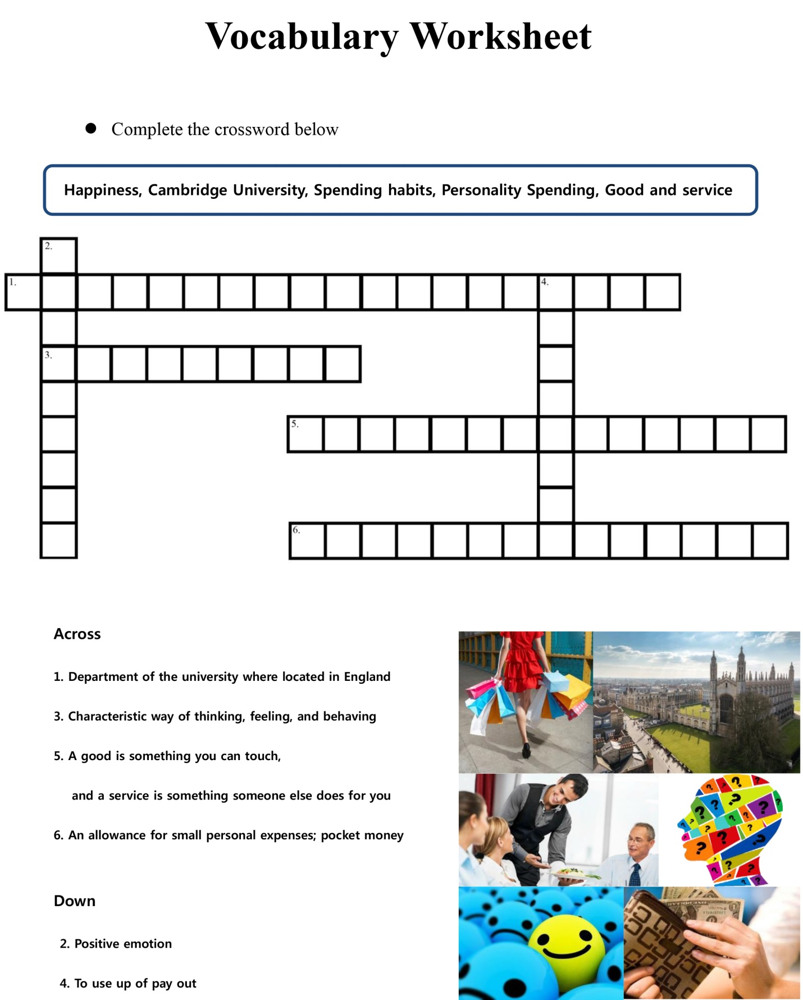 Vocabulary Worksheet
● Complete the crossword below
Happiness, Cambridge University, Spending habits, Personality Spending, Good and service
2.
1.
4.
3.
5.
6.
Across
1. Department of the university where located in England
3. Characteristic way of thinking, feeling, and behaving
5. A good is something you can touch,
and a service is something someone else does for you
6. An allowance for small personal expenses; pocket money
Down
2. Positive emotion
4. To use up of pay out